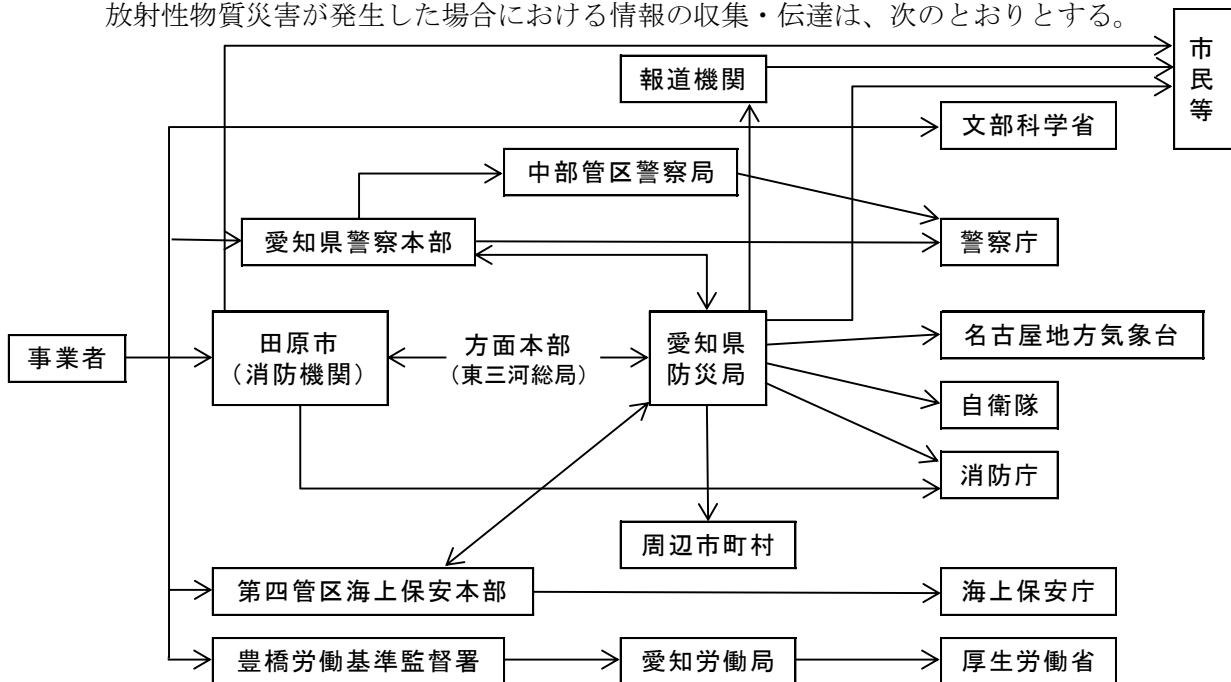 放射性物質災害が発生した場合における情報の収集・伝達は、次のとおりとする。
市民等
報道機関
文部科学省
中部管区警察局
愛知県警察本部
警察庁
事業者
田原市
（消防機関）
方面本部
（東三河総局）
愛知県
防災局
名古屋地方気象台
自衛隊
消防庁
周辺市町村
第四管区海上保安本部
海上保安庁
豊橋労働基準監督署
愛知労働局
厚生労働省